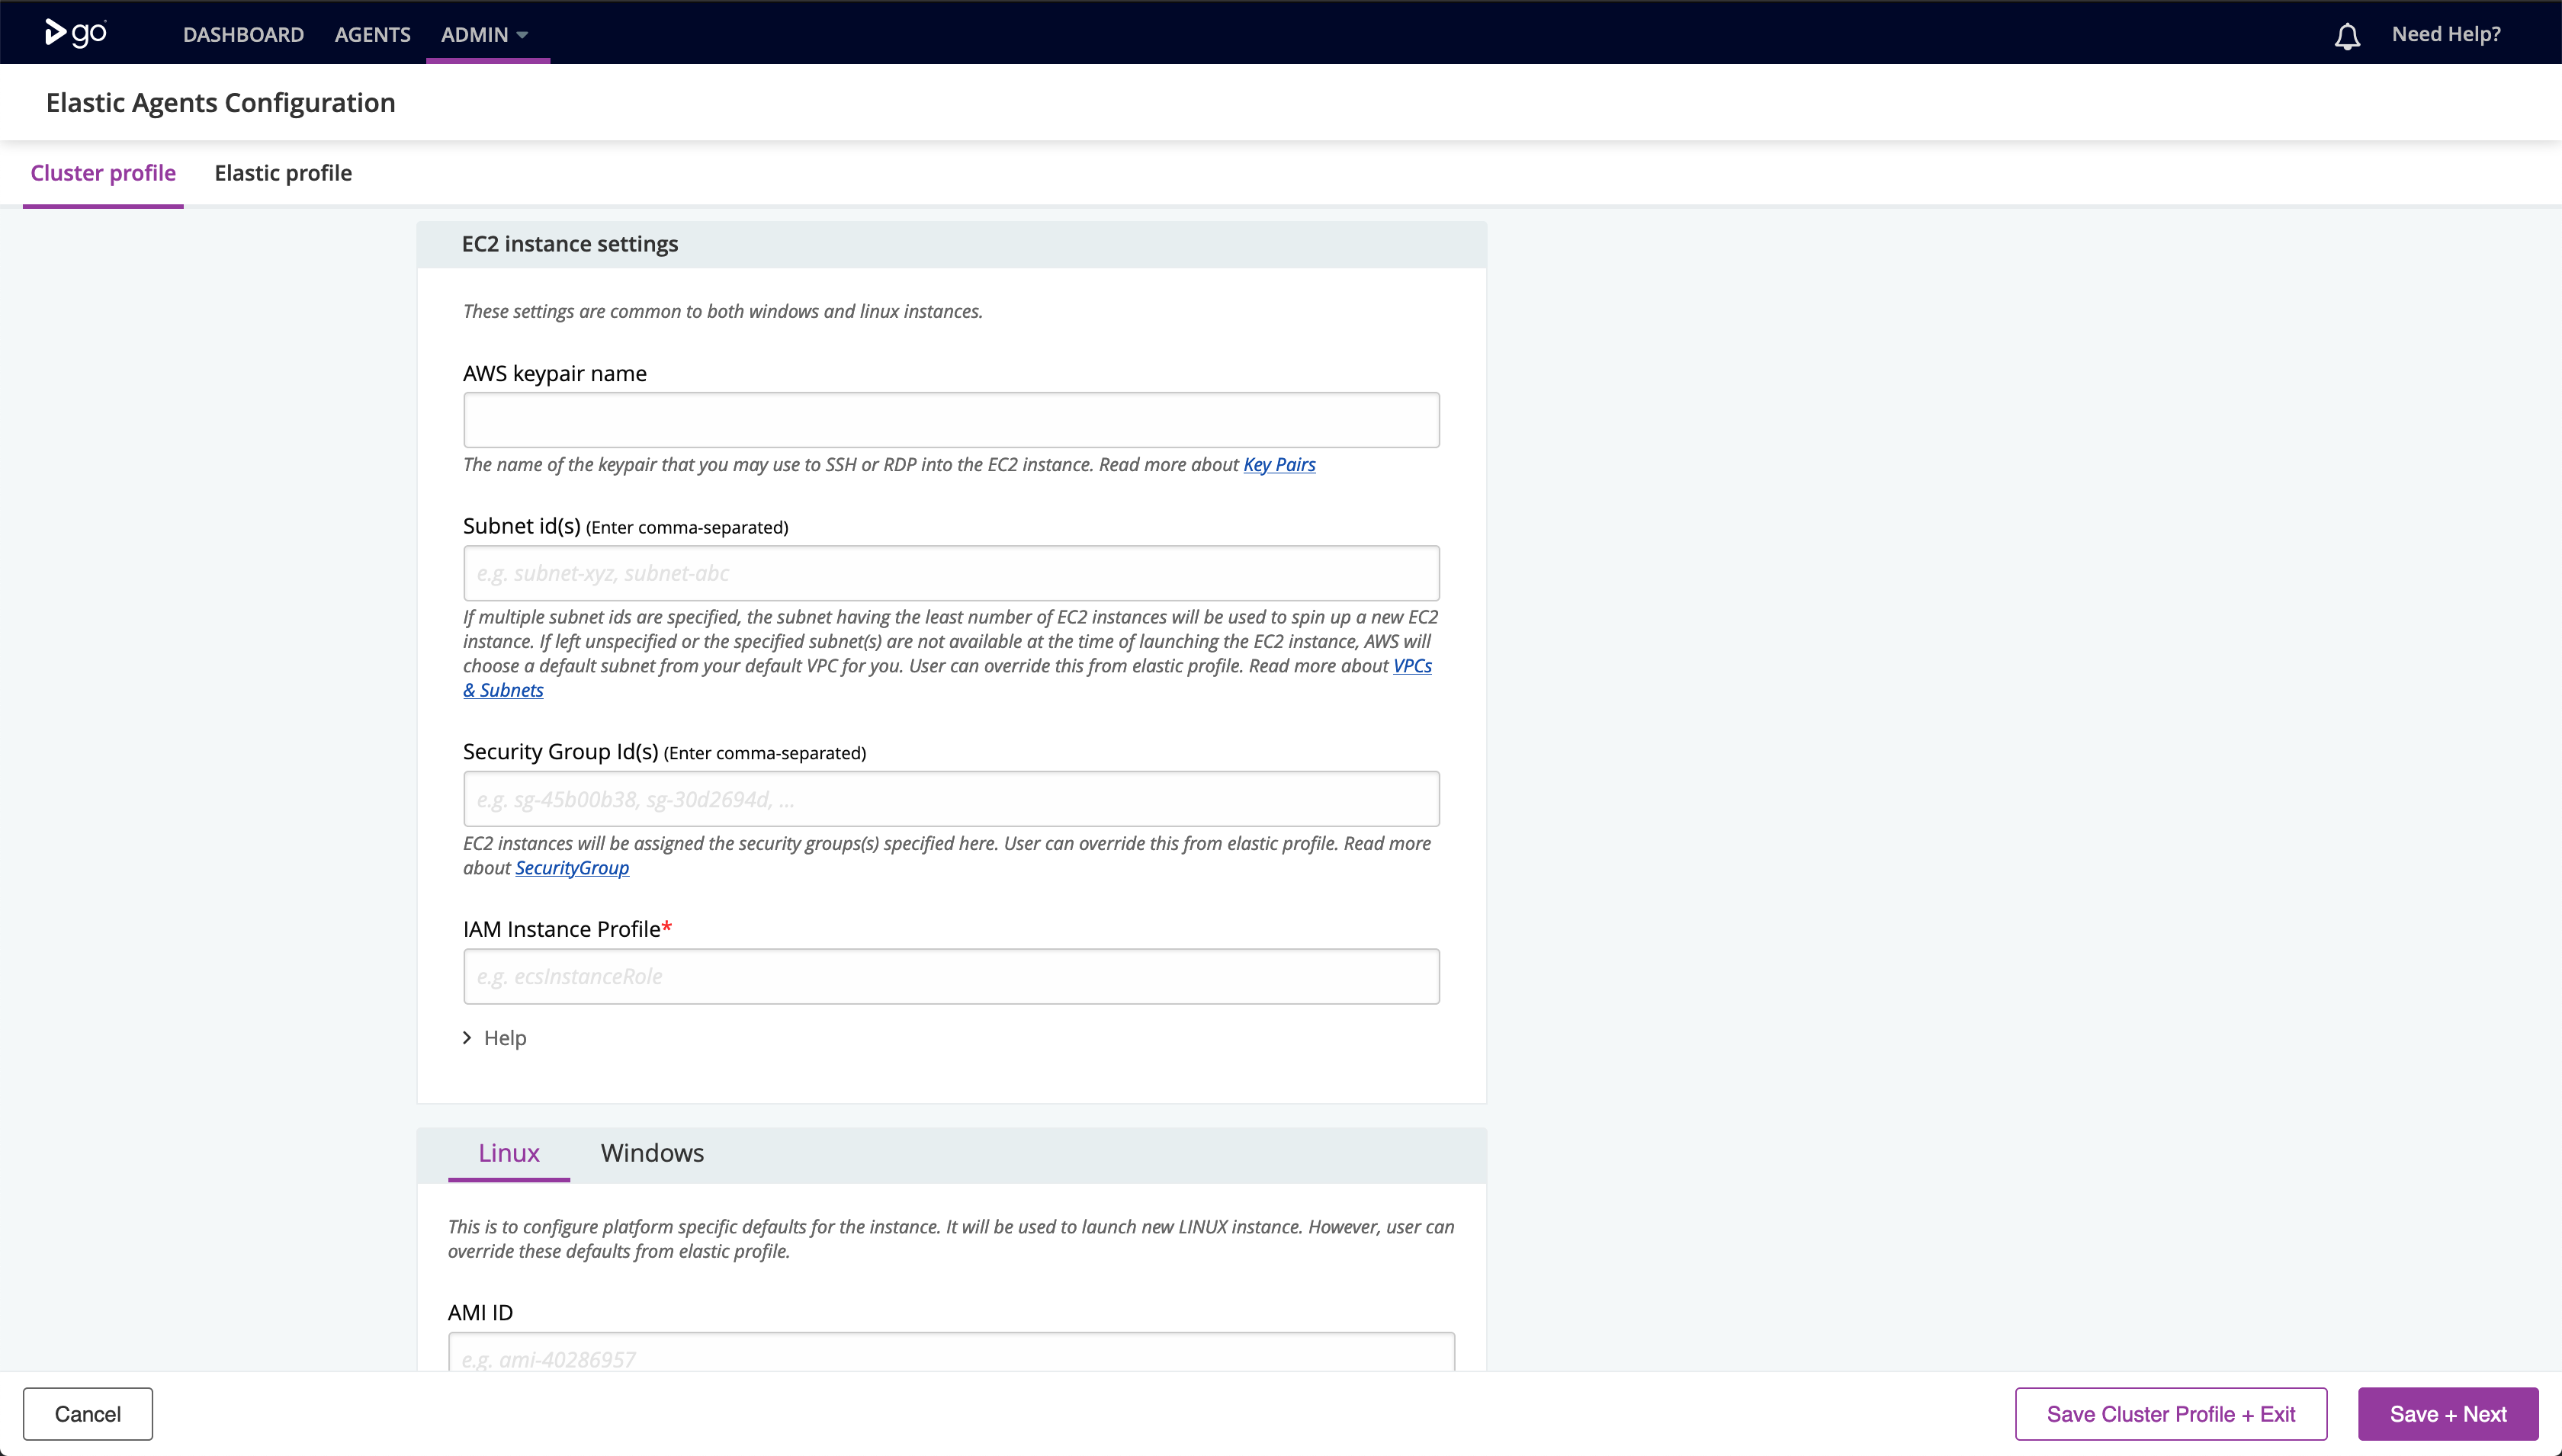 go
DASHBOARD
AGENTS
ADMIN
Need Help?
Elastic Agents Configuration
Cluster profile
Elastic profile
EC2 instance settings
These settings are common to both windows and linux instances.
AWS keypair name
The name of the keypair that you may use to SSH or RDP into the EC2 instance. Read more about Key Pairs
Subnet id(s) (Enter comma-separated)
e.g. subnet-xyz, subnet-abc
If multiple subnet ids are specified, the subnet having the least number of EC2 instances will be used to spin up a new EC2
instance. If left unspecified or the specified subnet(s) are not available at the time of launching the EC2 instance, AWS will
choose a default subnet from your default VPC for you. User can override this from elastic profile. Read more about VPCs
& Subnets
Security Group Id(s) (Enter comma-separated)
e.g. sg-45b00b38, sg-30d2694d, ...
EC2 instances will be assigned the security groups(s) specified here. User can override this from elastic profile. Read more
about SecurityGroup
IAM Instance Profile*
e.g. ecsInstanceRole
Help
Linux
Windows
This is to configure platform specific defaults for the instance. It will be used to launch new LINUX instance. However, user can
override these defaults from elastic profile.
AMI ID
e.g. ami-40286957
Cancel
Save Cluster Profile + Exit
Save + Next